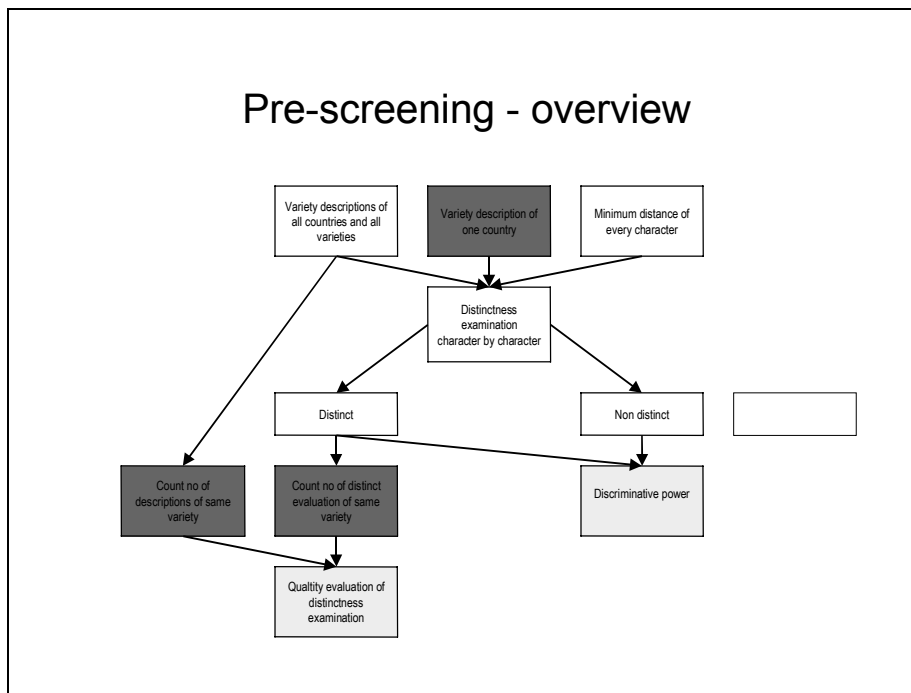 Pre-screening - overview
Variety descriptions of
all countries and all
varieties
Variety description of
one country
Minimum distance of
every character
Distinctness
examination
character by character
Distinct
Non distinct
Count no of
descriptions of same
variety
Count no of distinct
evaluation of same
variety
Discriminative power
Qualtity evaluation of
distinctness
examination